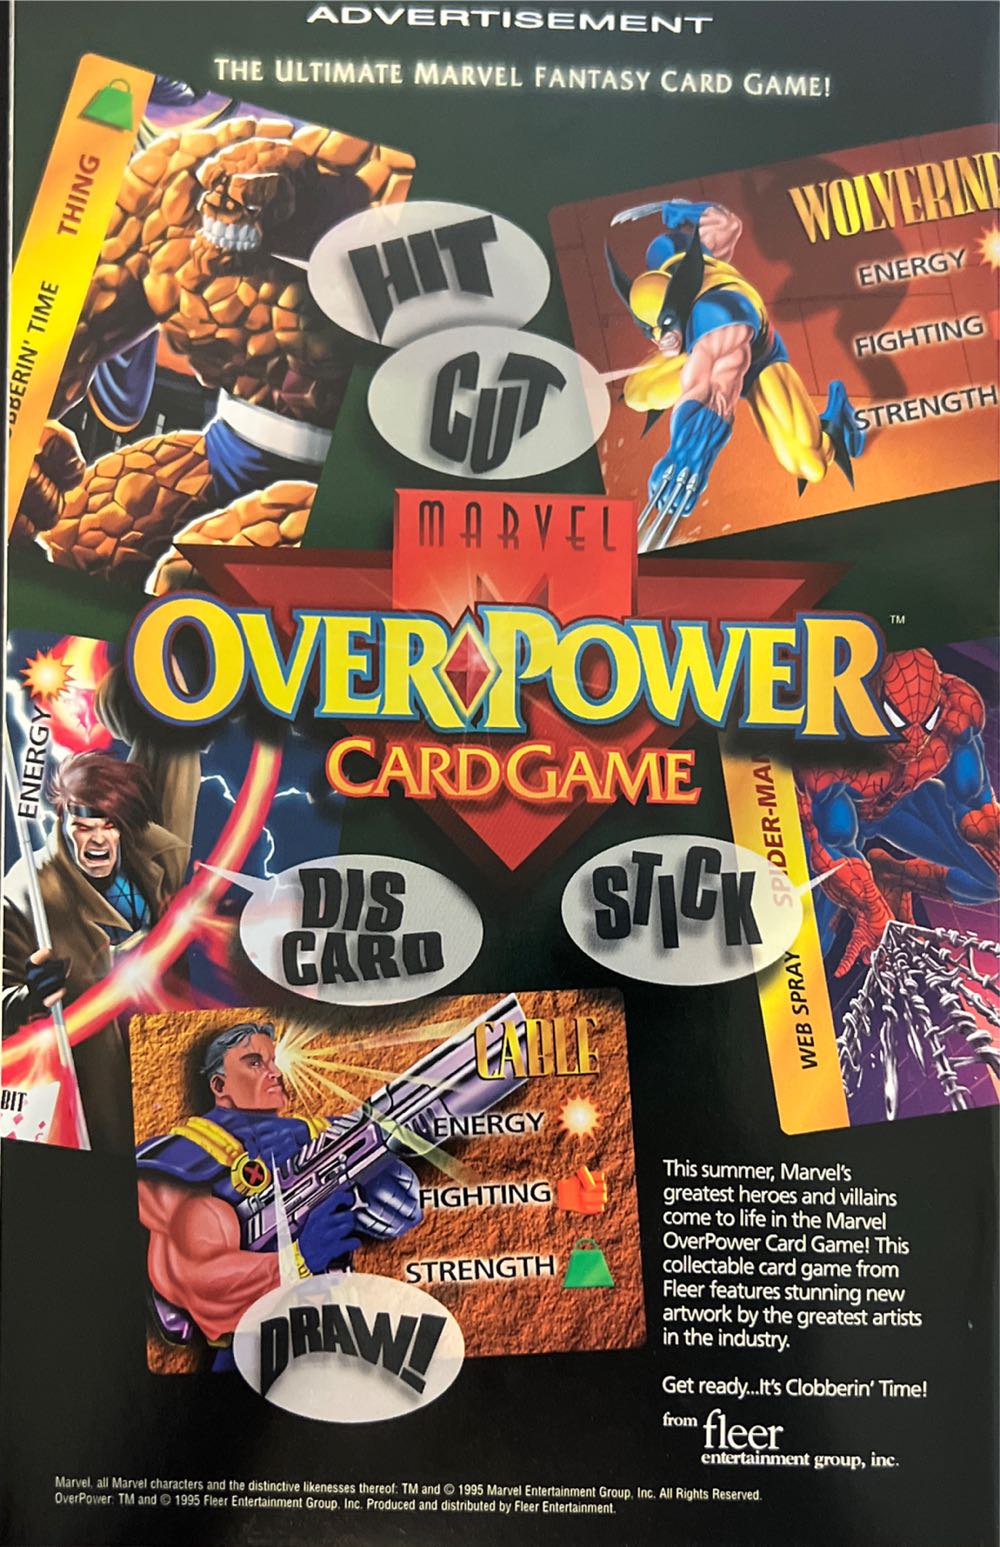 ADVERTISEMENT
THE ULTIMATE MARVEL FANTASY CARD GAME!
THING
TIME
HIT
CUT
ENERGY
FIGHTING
STRENGTH
MARVEL
OVERPOWER™
CARD GAME
ENERGY
DIS
CARD
STICK
SPIDER-MA
WEB SPRAY
CABLE
ENERGY
FIGHTING
STRENGTH
DRAW!
This summer, Marvel's
greatest heroes and villains
come to life in the Marvel
OverPower Card Game! This
collectable card game from
Fleer features stunning new
artwork by the greatest artists
in the industry.
Get ready...It's Clobberin' Time!
from fleer
entertainment group, inc.
Marvel, all Marvel characters and the distinctive likenesses thereof: TM and © 1995 Marvel Entertainment Group, Inc. All Rights Reserved.
OverPower: TM and © 1995 Fleer Entertainment Group, Inc. Produced and distributed by Fleer Entertainment.